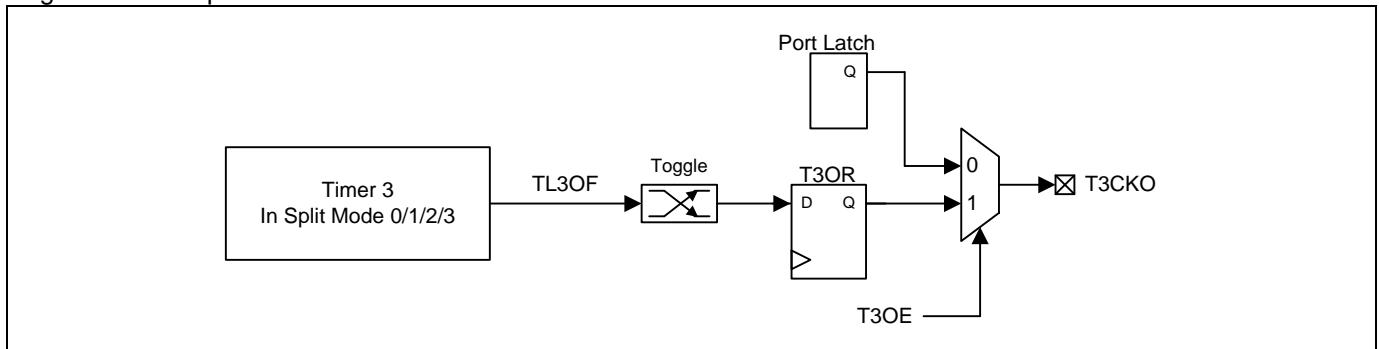 Port Latch
Q
Timer 3
In Split Mode 0/1/2/3
TL3OF
Toggle
T3OR
D Q
0
1
T3CKO
T3OE